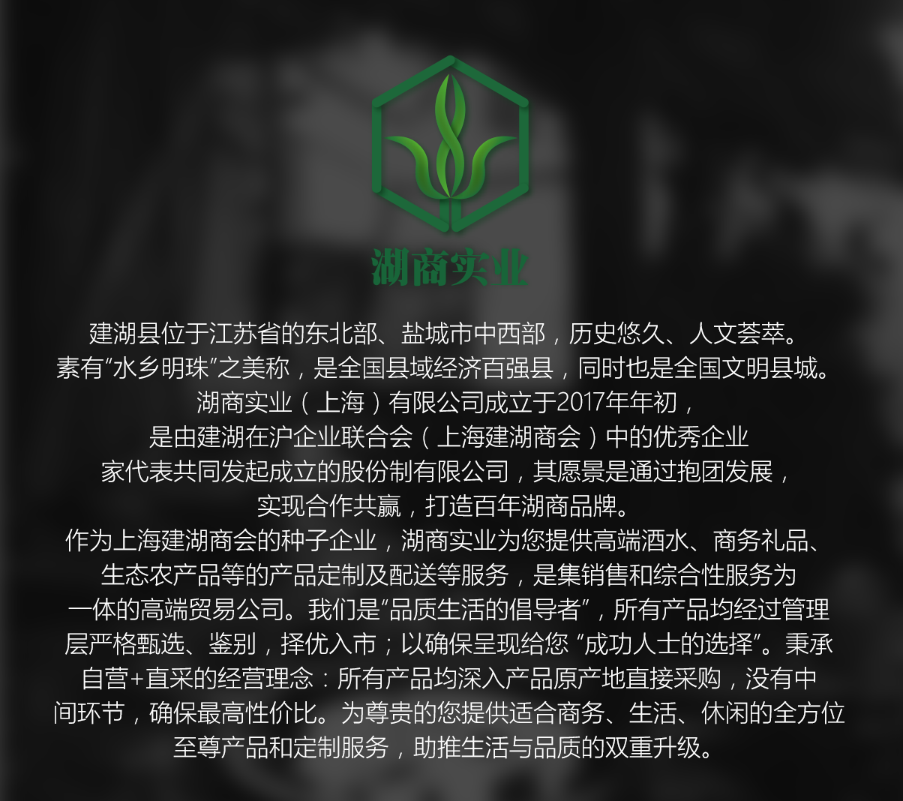 湖商实业
建湖县位于江苏省的东北部、盐城市中西部，历史悠久、人文荟萃。
素有“水乡明珠”之美称，是全国县域经济百强县，同时也是全国文明县城。
湖商实业（上海）有限公司成立于2017年年初，
是由建湖在沪企业联合会（上海建湖商会）中的优秀企业
家代表共同发起成立的股份制有限公司，其愿景是通过抱团发展，
实现合作共赢，打造百年湖商品牌。
作为上海建湖商会的种子企业，湖商实业为您提供高端酒水、商务礼品、
生态农产品等的产品定制及配送等服务，是集销售和综合性服务为
一体的高端贸易公司。我们是“品质生活的倡导者”，所有产品均经过管理
层严格甄选、鉴别，择优入市；以确保呈现给您 “成功人士的选择”。秉承
自营+直采的经营理念：所有产品均深入产品原产地直接采购，没有中
间环节，确保最高性价比。为尊贵的您提供适合商务、生活、休闲的全方位
至尊产品和定制服务，助推生活与品质的双重升级。